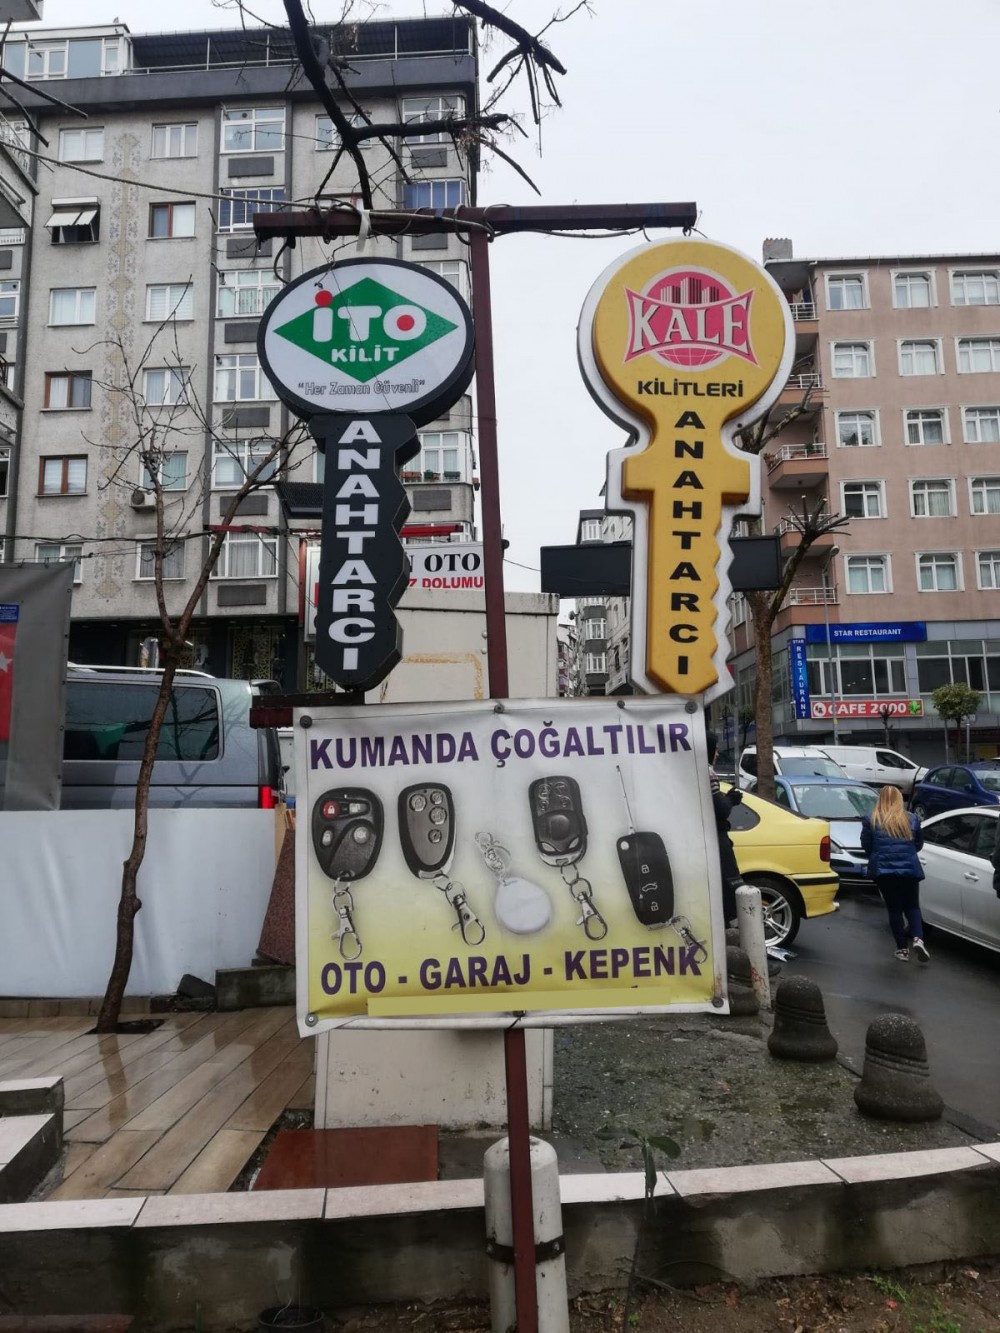 İTO
KİLİT
"Her Zaman Güvenli"
ANAHTARCI
KALE
KİLİTLERİ
ANAHTARCI
OTO
DOLUMU
STAR RESTAURANT
STAR RESTAURANT
CAFE 2000
KUMANDA ÇOĞALTILIR
OTO - GARAJ - KEPENK